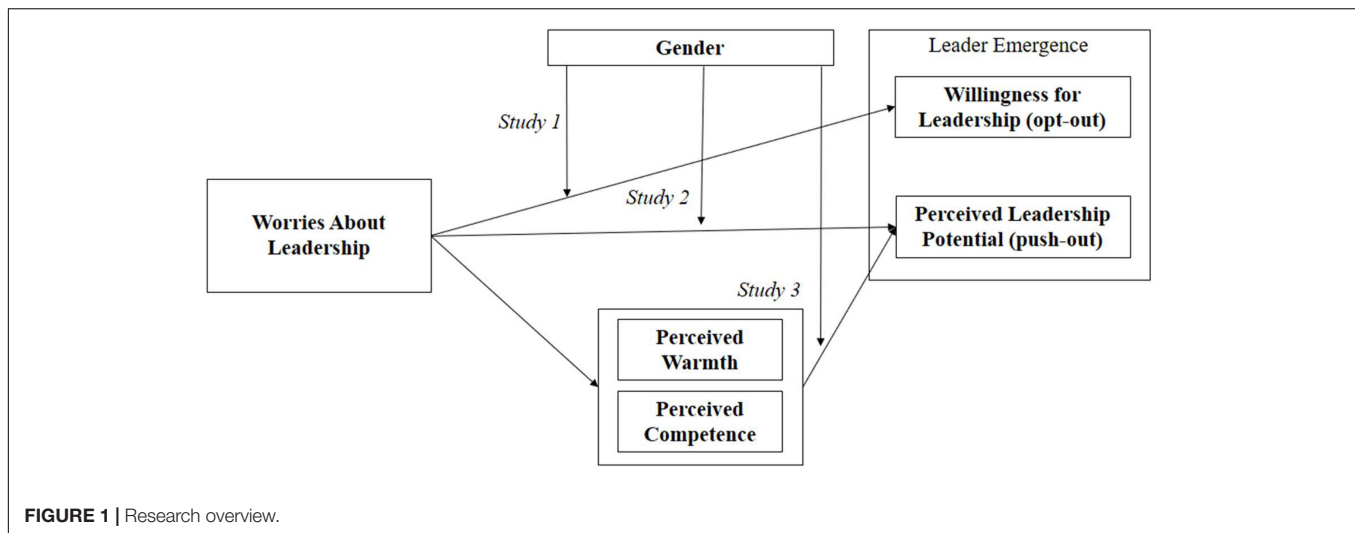 Gender
Leader Emergence
Willingness for
Leadership (opt-out)
Study 1
Study 2
Worries About
Leadership
Perceived Leadership
Potential (push-out)
Study 3
Perceived
Warmth
Perceived
Competence
FIGURE 1 | Research overview.